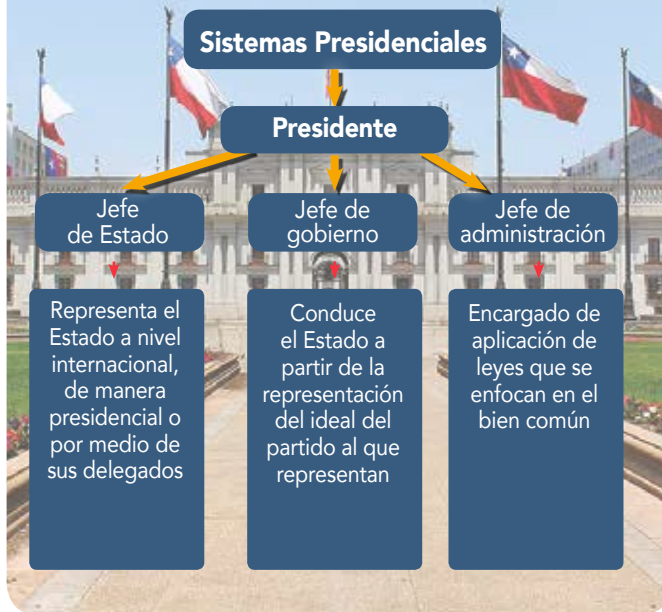 Sistemas Presidenciales
Presidente
Jefe
de Estado
Representa el
Estado a nivel
internacional,
de manera
presidencial o
por medio de
sus delegados
Jefe de
gobierno
Conduce
el Estado a
partir de la
representación
del ideal del
partido al que
representan
Jefe de
administración
Encargado de
aplicación de
leyes que se
enfocan en el
bien común